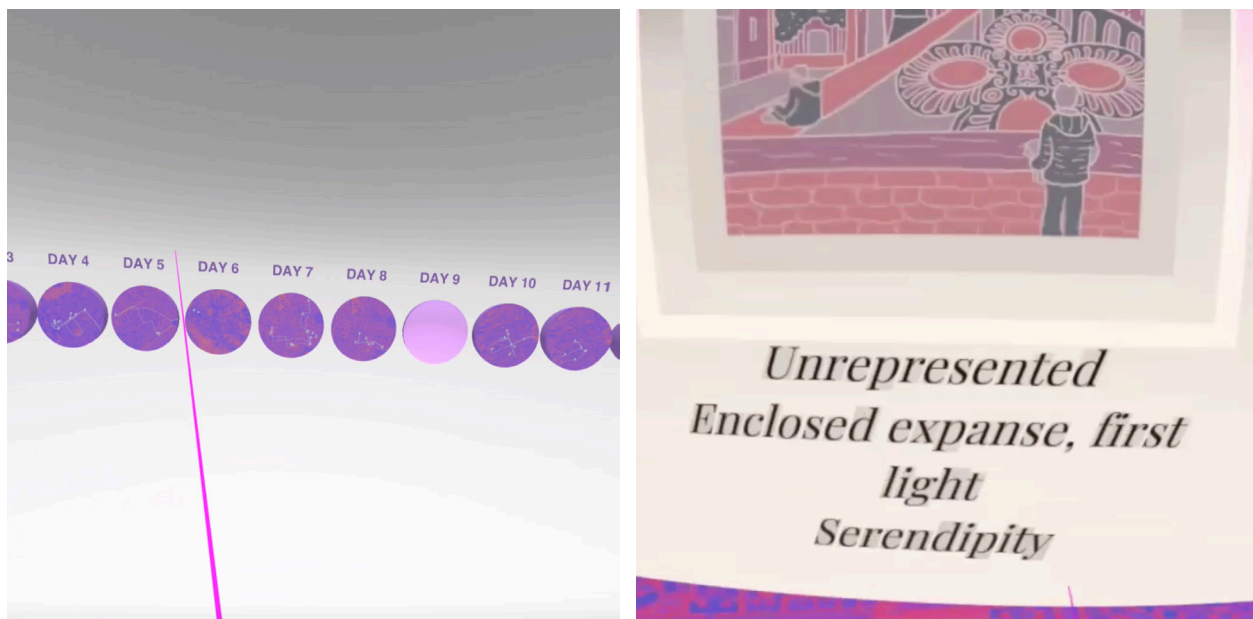 3
DAY 4
DAY 5
DAY 6
DAY 7
DAY 8
DAY 9
DAY 10
DAY 11
Unrepresented
Enclosed expanse, first
light
Serendipity